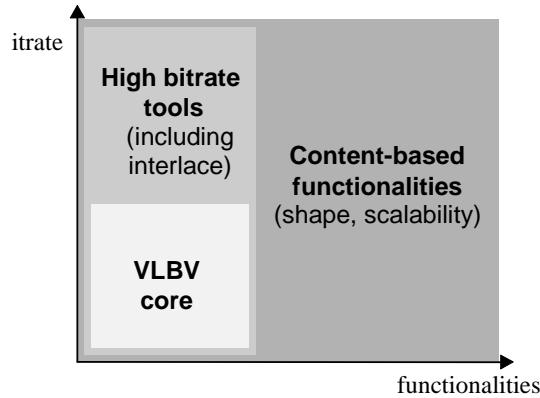 itrate
High bitrate
tools
(including
interlace)
Content-based
functionalities
(shape, scalability)
VLBV
core
functionalities